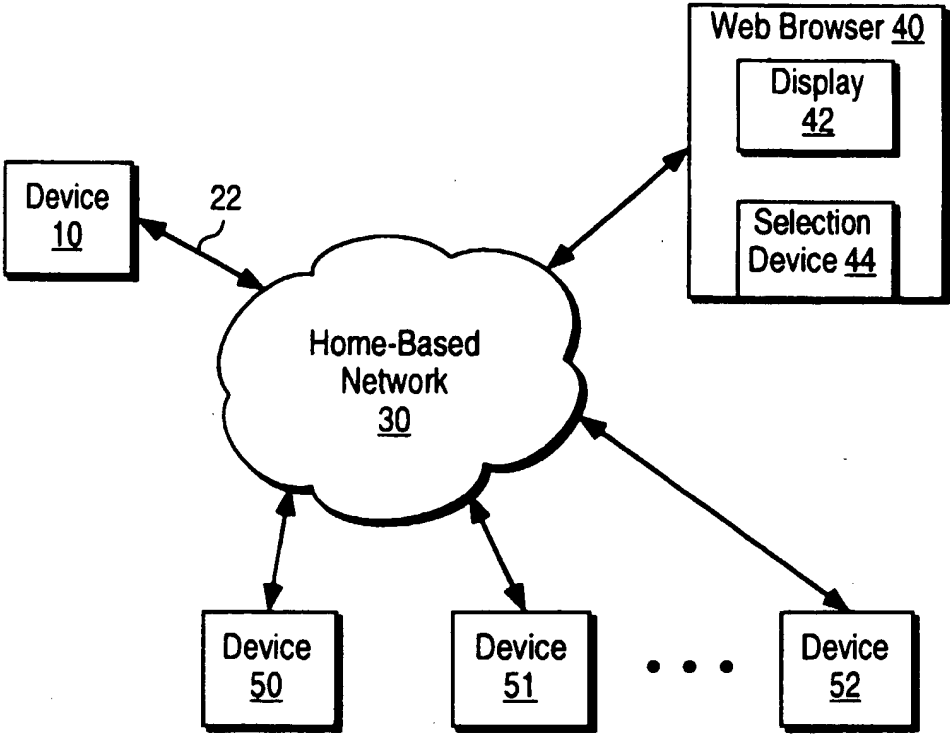 Web Browser 40
Display
42
Selection
Device 44
Device
10
22
Home-Based
Network
30
Device
50
Device
51
Device
52